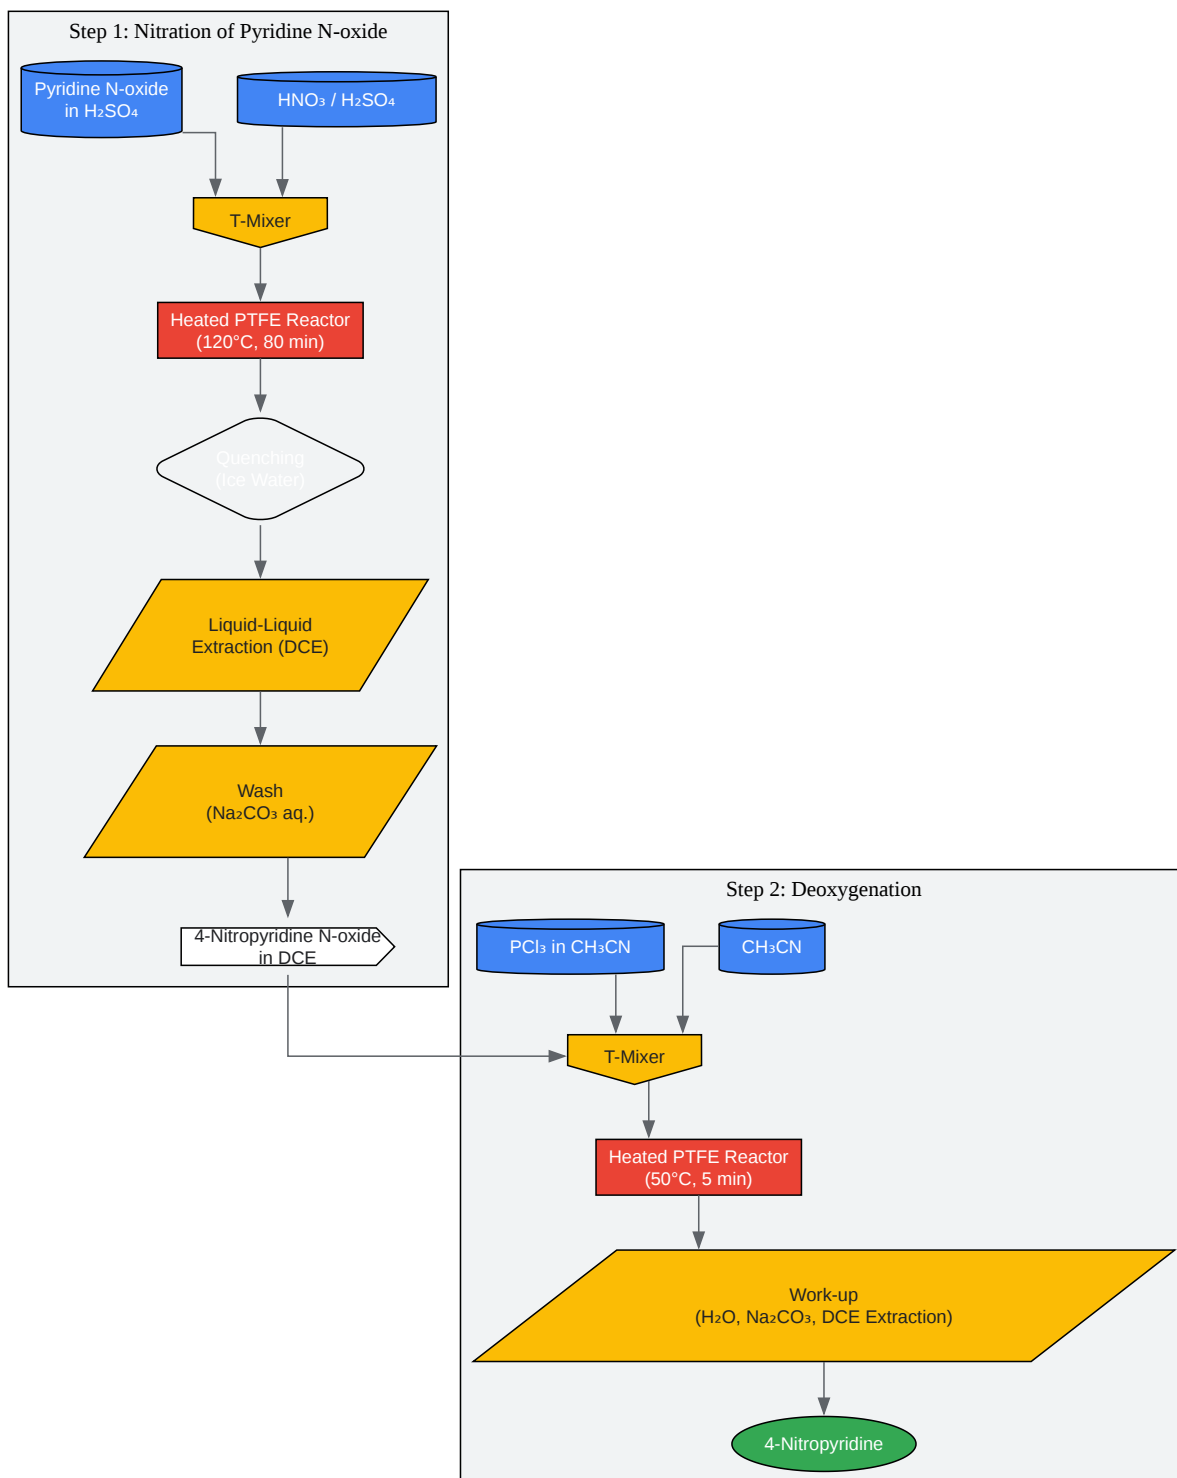 Step 1: Nitration of Pyridine N-oxide
Pyridine N-oxide
in H₂SO₄
HNO₃ / H₂SO₄
T-Mixer
Heated PTFE Reactor
(120°C, 80 min)
Quenching
(Ice Water)
Liquid-Liquid
Extraction (DCE)
Wash
(Na₂CO₃ aq.)
4-Nitropyridine N-oxide
in DCE
Step 2: Deoxygenation
PCl₃ in CH₃CN
CH₃CN
T-Mixer
Heated PTFE Reactor
(50°C, 5 min)
Work-up
(H₂O, Na₂CO₃, DCE Extraction)
4-Nitropyridine